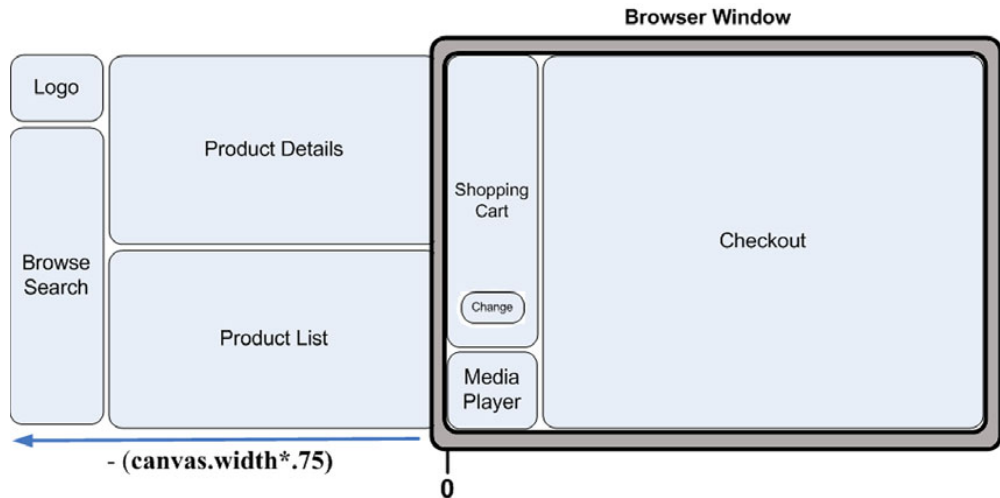 Browser Window
Logo
Product Details
Shopping
Cart
Checkout
Browse
Search
Change
Product List
Media
Player
- (canvas.width*.75)
0